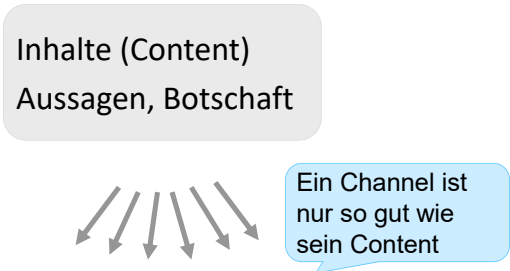 Inhalte (Content)
Aussagen, Botschaft
Ein Channel ist
nur so gut wie
sein Content